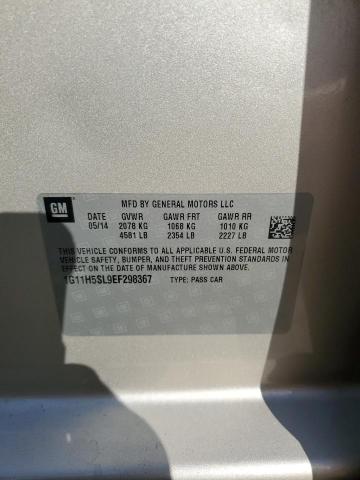 GM
MFD BY GENERAL MOTORS LLC
DATE GVWR GAWR FRT GAWR RR
05/14 2078 KG 1068 KG 1010 KG
4581 LB 2354 LB 2227 LB
THIS VEHICLE CONFORMS TO ALL APPLICABLE U.S. FEDERAL MOTOR
VEHICLE SAFETY, BUMPER, AND THEFT PREVENTION STANDARDS
IN EFFECT ON THE DATE OF MANUFACTURE SHOWN ABOVE.
1G11H5SL9EF298367 TYPE: PASS CAR